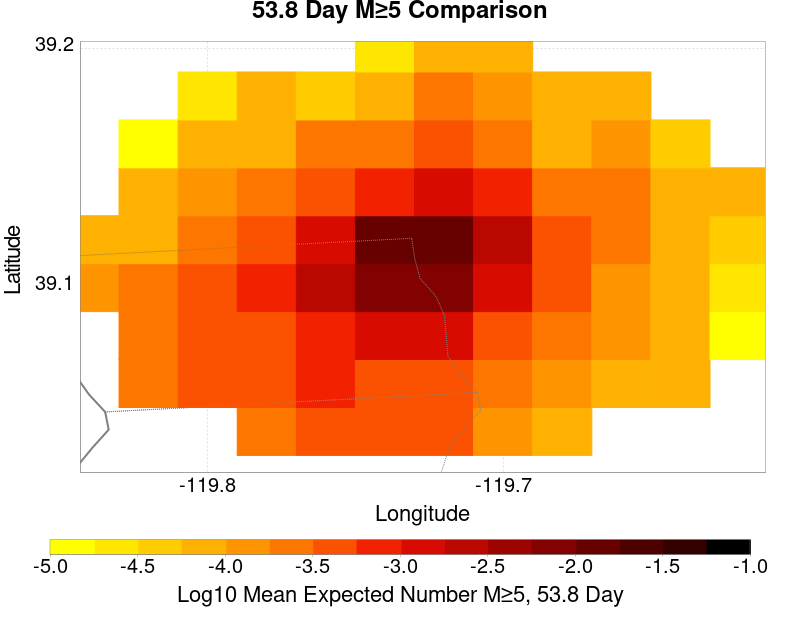 53.8 Day M≥5 Comparison
39.2
39.1
Latitude
-119.8 -119.7
Longitude
-5.0 -4.5 -4.0 -3.5 -3.0 -2.5 -2.0 -1.5 -1.0
Log10 Mean Expected Number M≥5, 53.8 Day